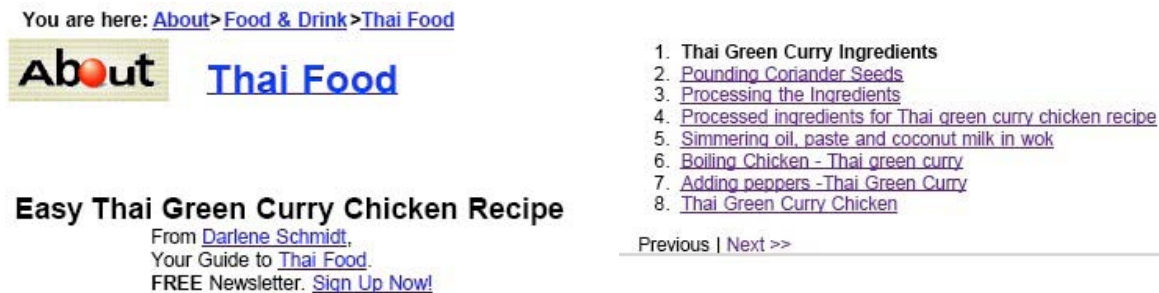 You are here: About>Food & Drink>Thai Food
About
Thai Food
Easy Thai Green Curry Chicken Recipe
From Darlene Schmidt,
Your Guide to Thai Food.
FREE Newsletter. Sign Up Now!
1. Thai Green Curry Ingredients
2. Pounding Coriander Seeds
3. Processing the Ingredients
4. Processed ingredients for Thai green curry chicken recipe
5. Simmering oil, paste and coconut milk in wok
6. Boiling Chicken - Thai green curry
7. Adding peppers -Thai Green Curry
8. Thai Green Curry Chicken
Previous | Next >>